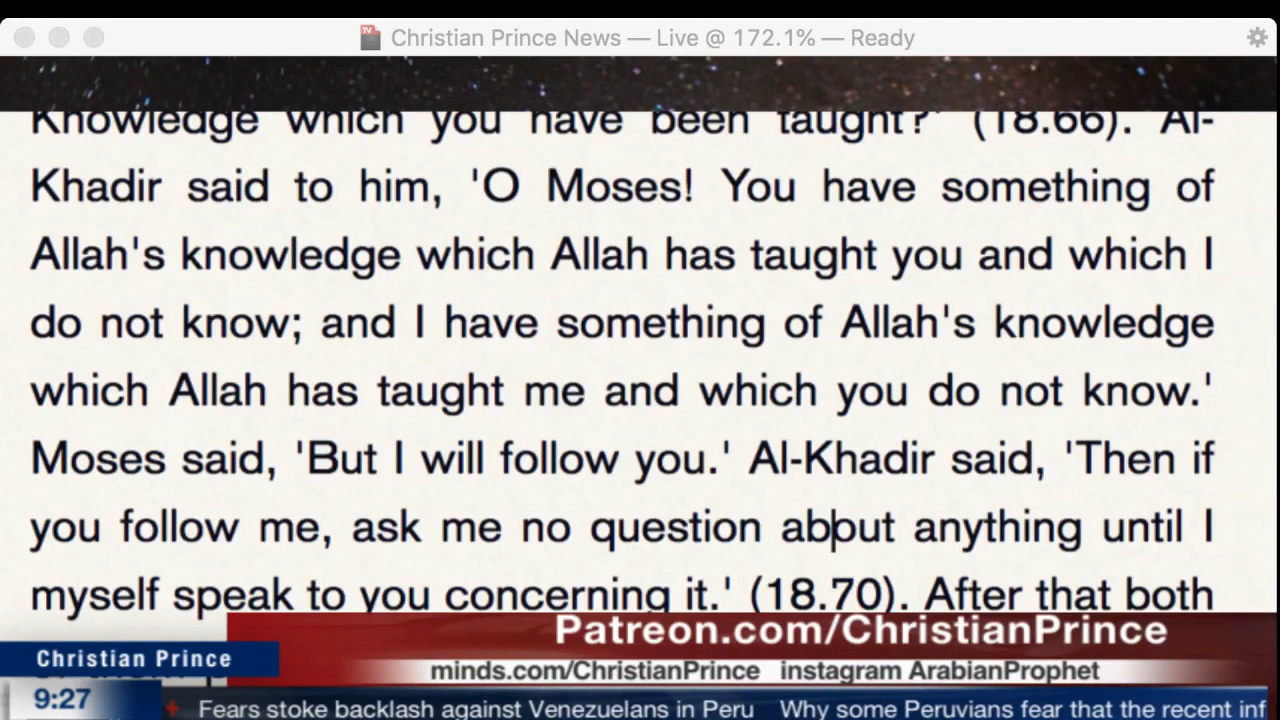 Christian Prince News — Live @ 172.1% — Ready
Knowledge which you have been taught?' (18.66). Al-
Khadir said to him, 'O Moses! You have something of
Allah's knowledge which Allah has taught you and which I
do not know; and I have something of Allah's knowledge
which Allah has taught me and which you do not know.'
Moses said, 'But I will follow you.' Al-Khadir said, 'Then if
you follow me, ask me no question about anything until I
myself speak to you concerning it.' (18.70). After that both
Patreon.com/ChristianPrince
Christian Prince
minds.com/ChristianPrince instagram ArabianProphet
9:27
Fears stoke backlash against Venezuelans in Peru Why some Peruvians fear that the recent inf